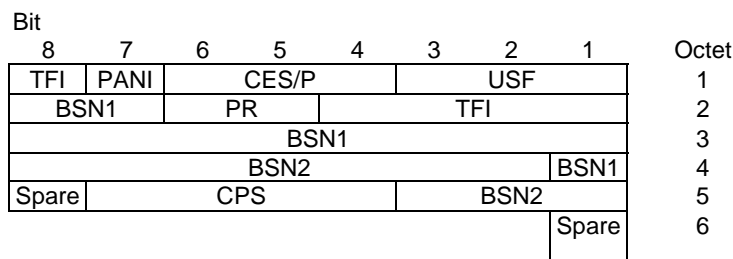 Bit
8 7 6 5 4 3 2 1 Octet
TFI PANI CES/P USF 1
BSN1 PR TFI 2
BSN1 3
BSN2 BSN1 4
Spare CPS BSN2 5
Spare 6